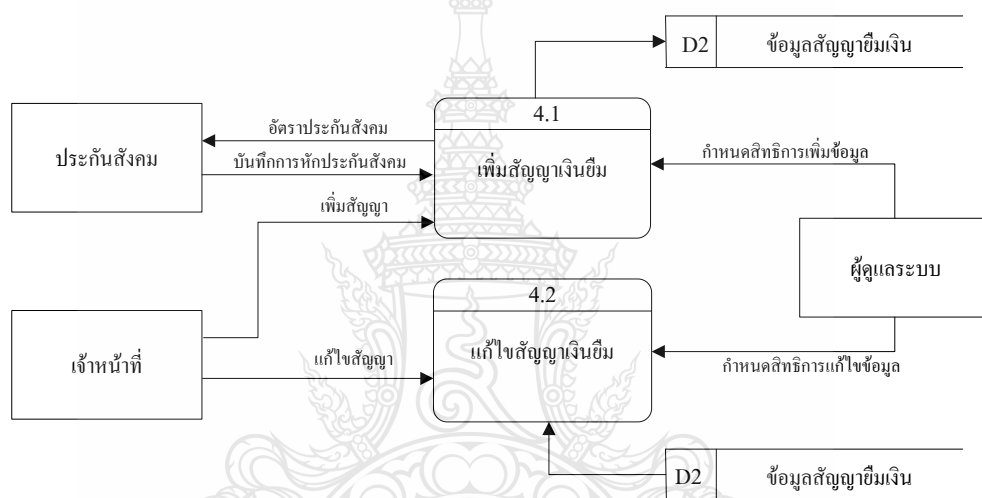 D2 ข้อมูลสัญญายืมเงิน
4.1
เพิ่มสัญญาเงินยืม
ประกันสังคม
อัตราประกันสังคม
บันทึกการหักประกันสังคม
เพิ่มสัญญา
กำหนดสิทธิการเพิ่มข้อมูล
ผู้ดูแลระบบ
4.2
แก้ไขสัญญาเงินยืม
เจ้าหน้าที่
แก้ไขสัญญา
กำหนดสิทธิการแก้ไขข้อมูล
D2 ข้อมูลสัญญายืมเงิน